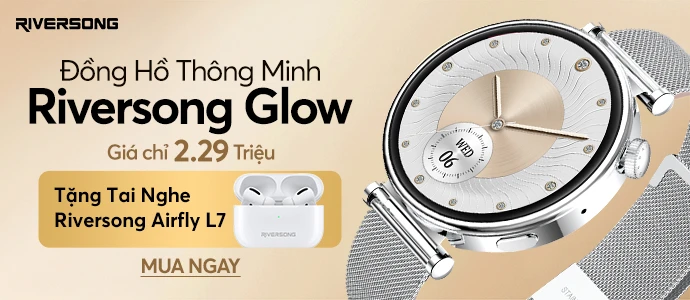 RIVERSONG
Đồng Hồ Thông Minh
Riversong Glow
Giá chỉ 2.29 Triệu
Tặng Tai Nghe
Riversong Airfly L7
RIVERSONG
MUA NGAY
WED
06